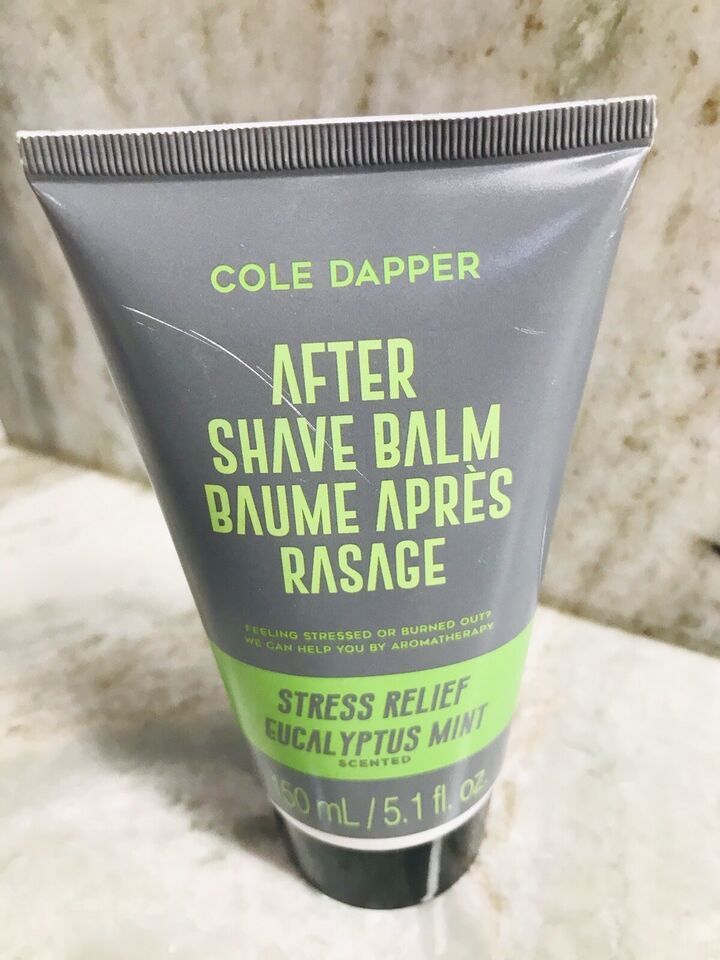 COLE DAPPER
AFTER
SHAVE BALM
BAUME APRÈS
RASAGE
FEELING STRESSED OR BURNED OUT?
WE CAN HELP YOU BY AROMATHERAPY
STRESS RELIEF
EUCALYPTUS MINT
SCENTED
150 mL / 5.1 fl. oz.